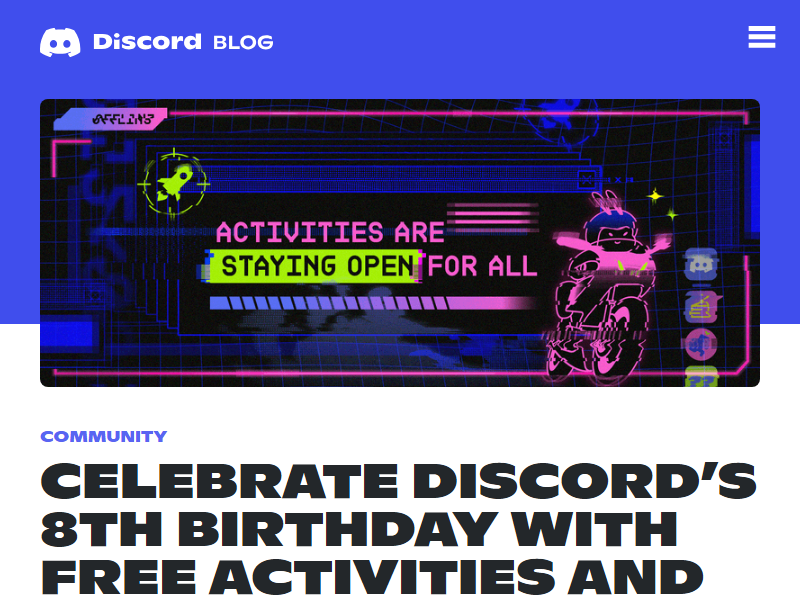 Discord BLOG
OFFLINE
ACTIVITIES ARE
STAYING OPEN FOR ALL
COMMUNITY
CELEBRATE DISCORD’S
8TH BIRTHDAY WITH
FREE ACTIVITIES AND